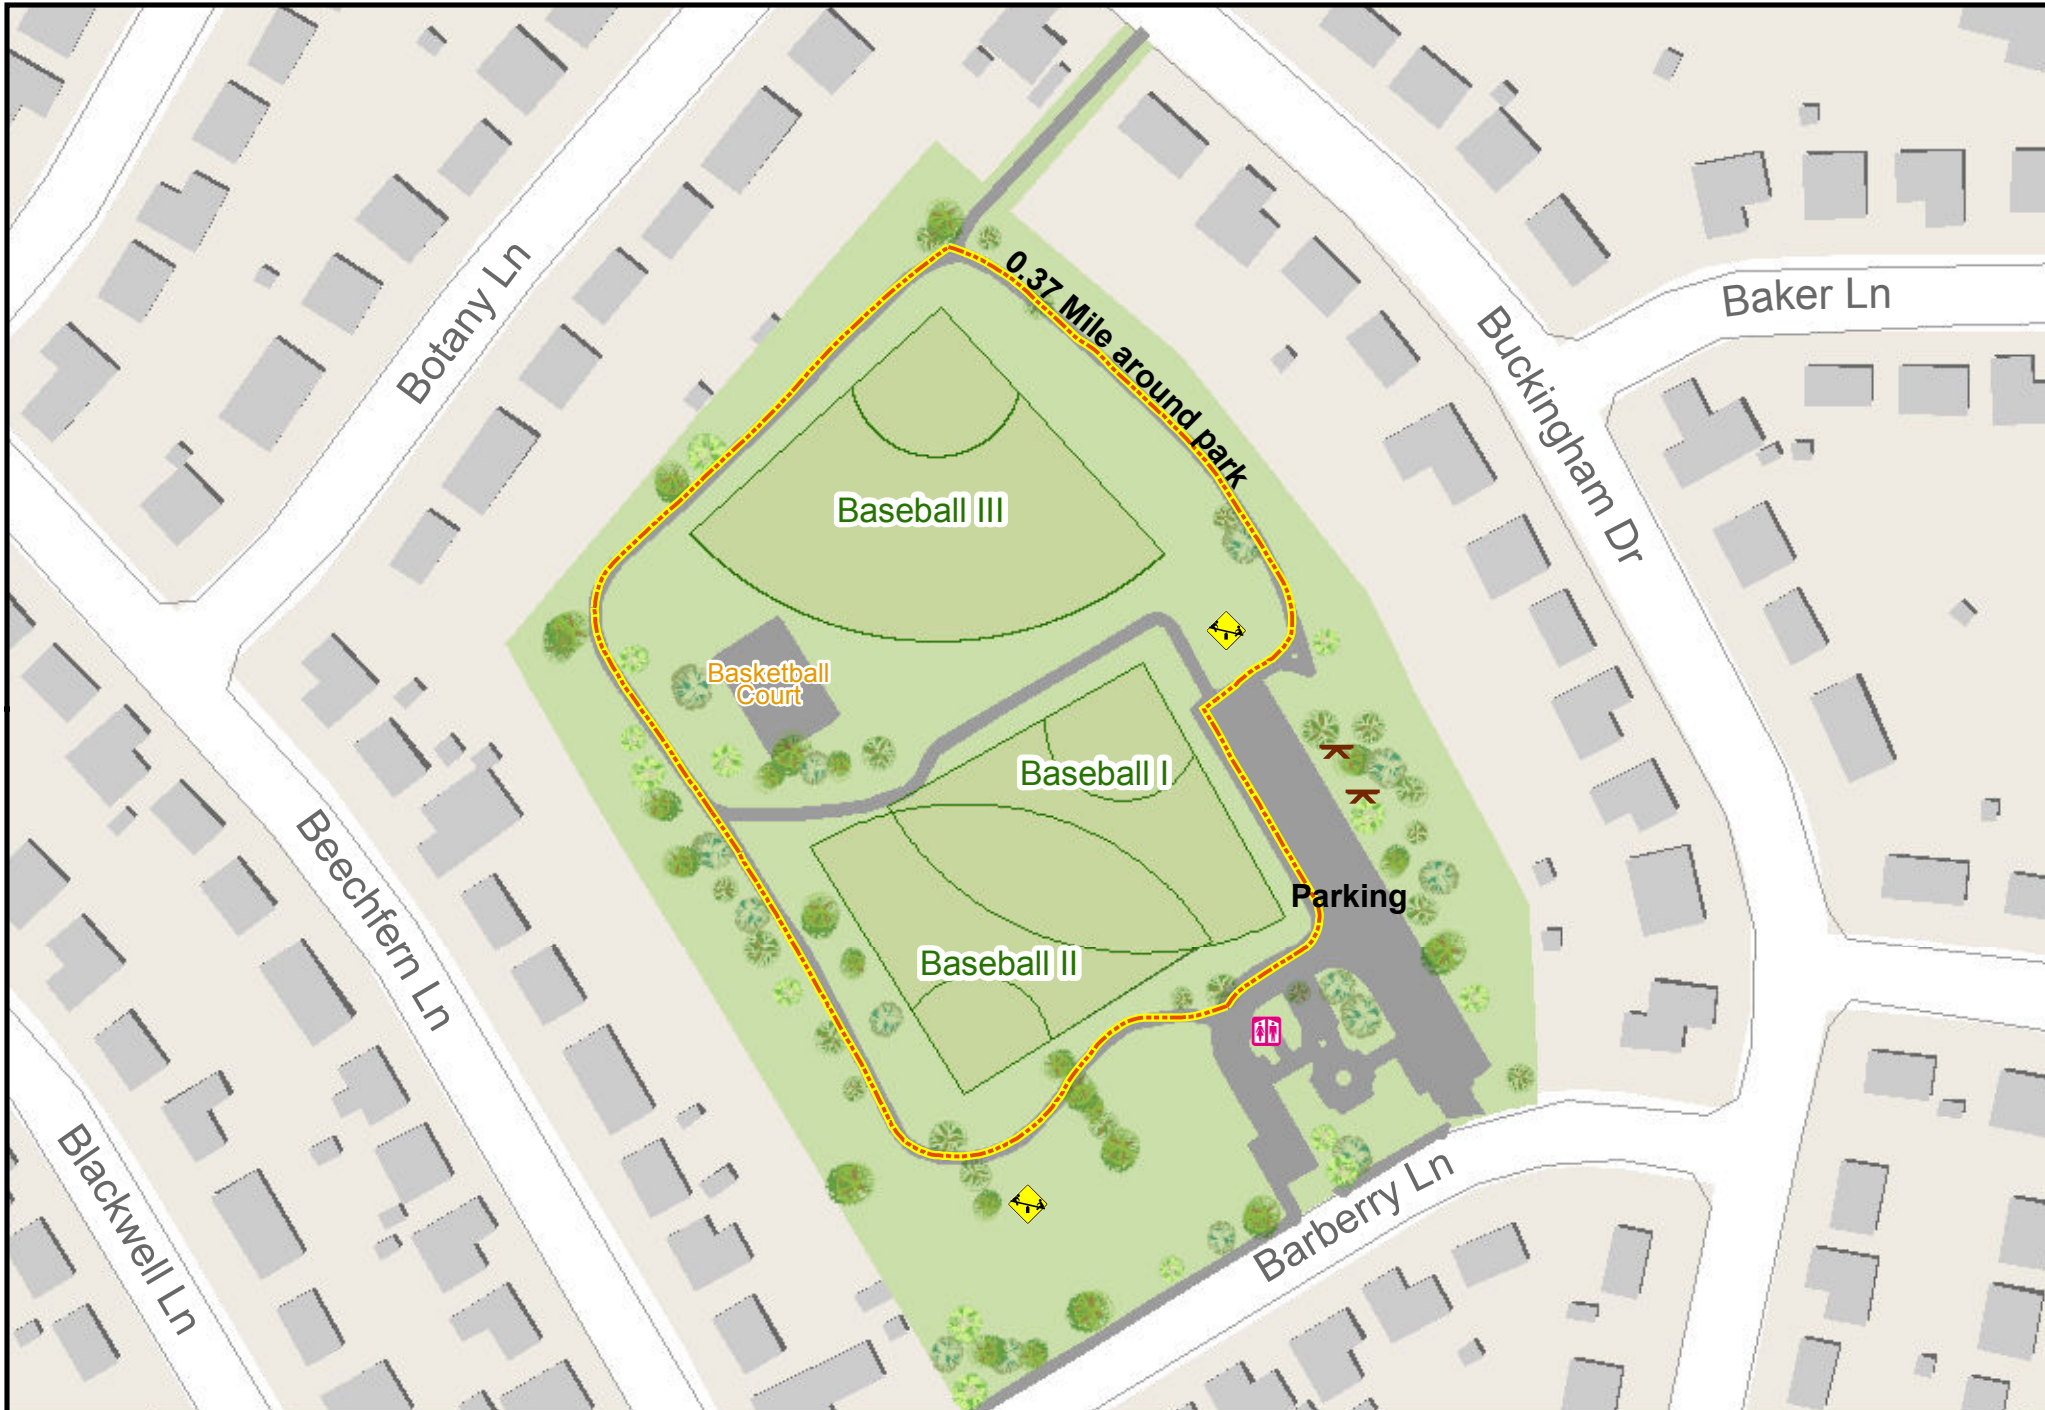 Botany Ln
0.37 Mile around park
Baker Ln
Buckingham Dr
Baseball III
Basketball
Court
Baseball I
Beechfern Ln
Parking
Baseball II
Blackwell Ln
Barberry Ln